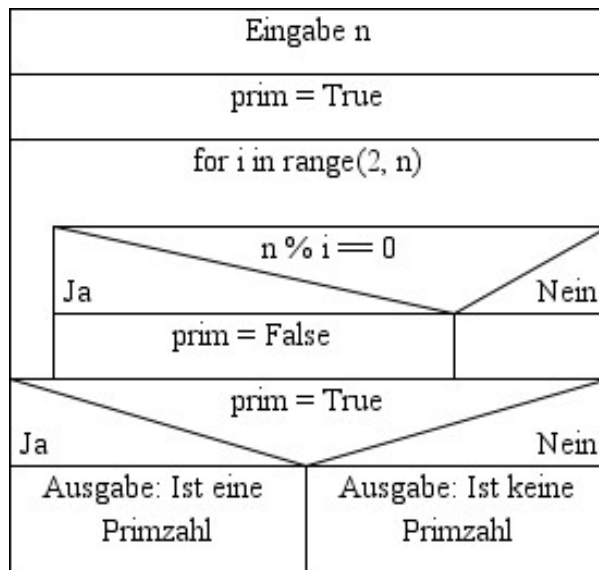 Eingabe n
prim = True
for i in range(2, n)
n % i == 0
Ja
Nein
prim = False
prim = True
Ja
Nein
Ausgabe: Ist eine
Primzahl
Ausgabe: Ist keine
Primzahl